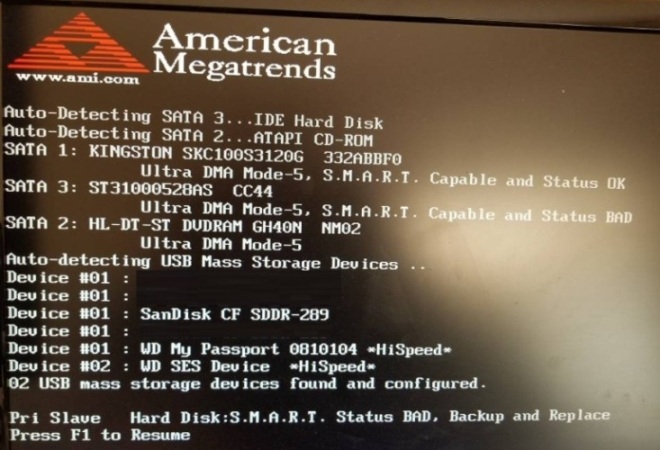 American
Megatrends
www.ami.com
Auto-Detecting SATA 3...IDE Hard Disk
Auto-Detecting SATA 2...ATAPI CD-ROM
SATA 1: KINGSTON SKC100S3120G 332ABBF0
Ultra DMA Mode-5, S.M.A.R.T. Capable and Status OK
SATA 3: ST31000528AS CC44
Ultra DMA Mode-5, S.M.A.R.T. Capable and Status BAD
SATA 2: HL-DT-ST DVDRAM GH40N NM02
Ultra DMA Mode-5
Auto-detecting USB Mass Storage Devices ..
Device #01 :
Device #01 :
Device #01 : SanDisk CF SDDR-289
Device #01 :
Device #01 : WD My Passport 0810104 *HiSpeed*
Device #02 : WD SES Device *HiSpeed*
02 USB mass storage devices found and configured.
Pri Slave Hard Disk:S.M.A.R.T. Status BAD, Backup and Replace
Press F1 to Resume